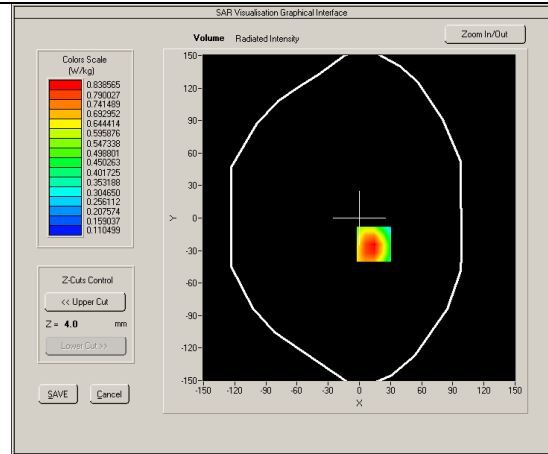 SAR Visualisation Graphical Interface
Volume Radiated Intensity
Zoom In/Out
Colors Scale
(W/kg)
0.838565
0.790027
0.741489
0.692952
0.644414
0.595876
0.547338
0.498801
0.450263
0.401725
0.353188
0.304650
0.256112
0.207574
0.159037
0.110499
Z-Cuts Control
<< Upper Cut
Z = 4.0 mm
Lower Cut >>
SAVE Cancel
150
120
90
60
30
0
-30
-60
-90
-120
-150
Y
-150 -120 -90 -60 -30 0 30 60 90 120 150
X